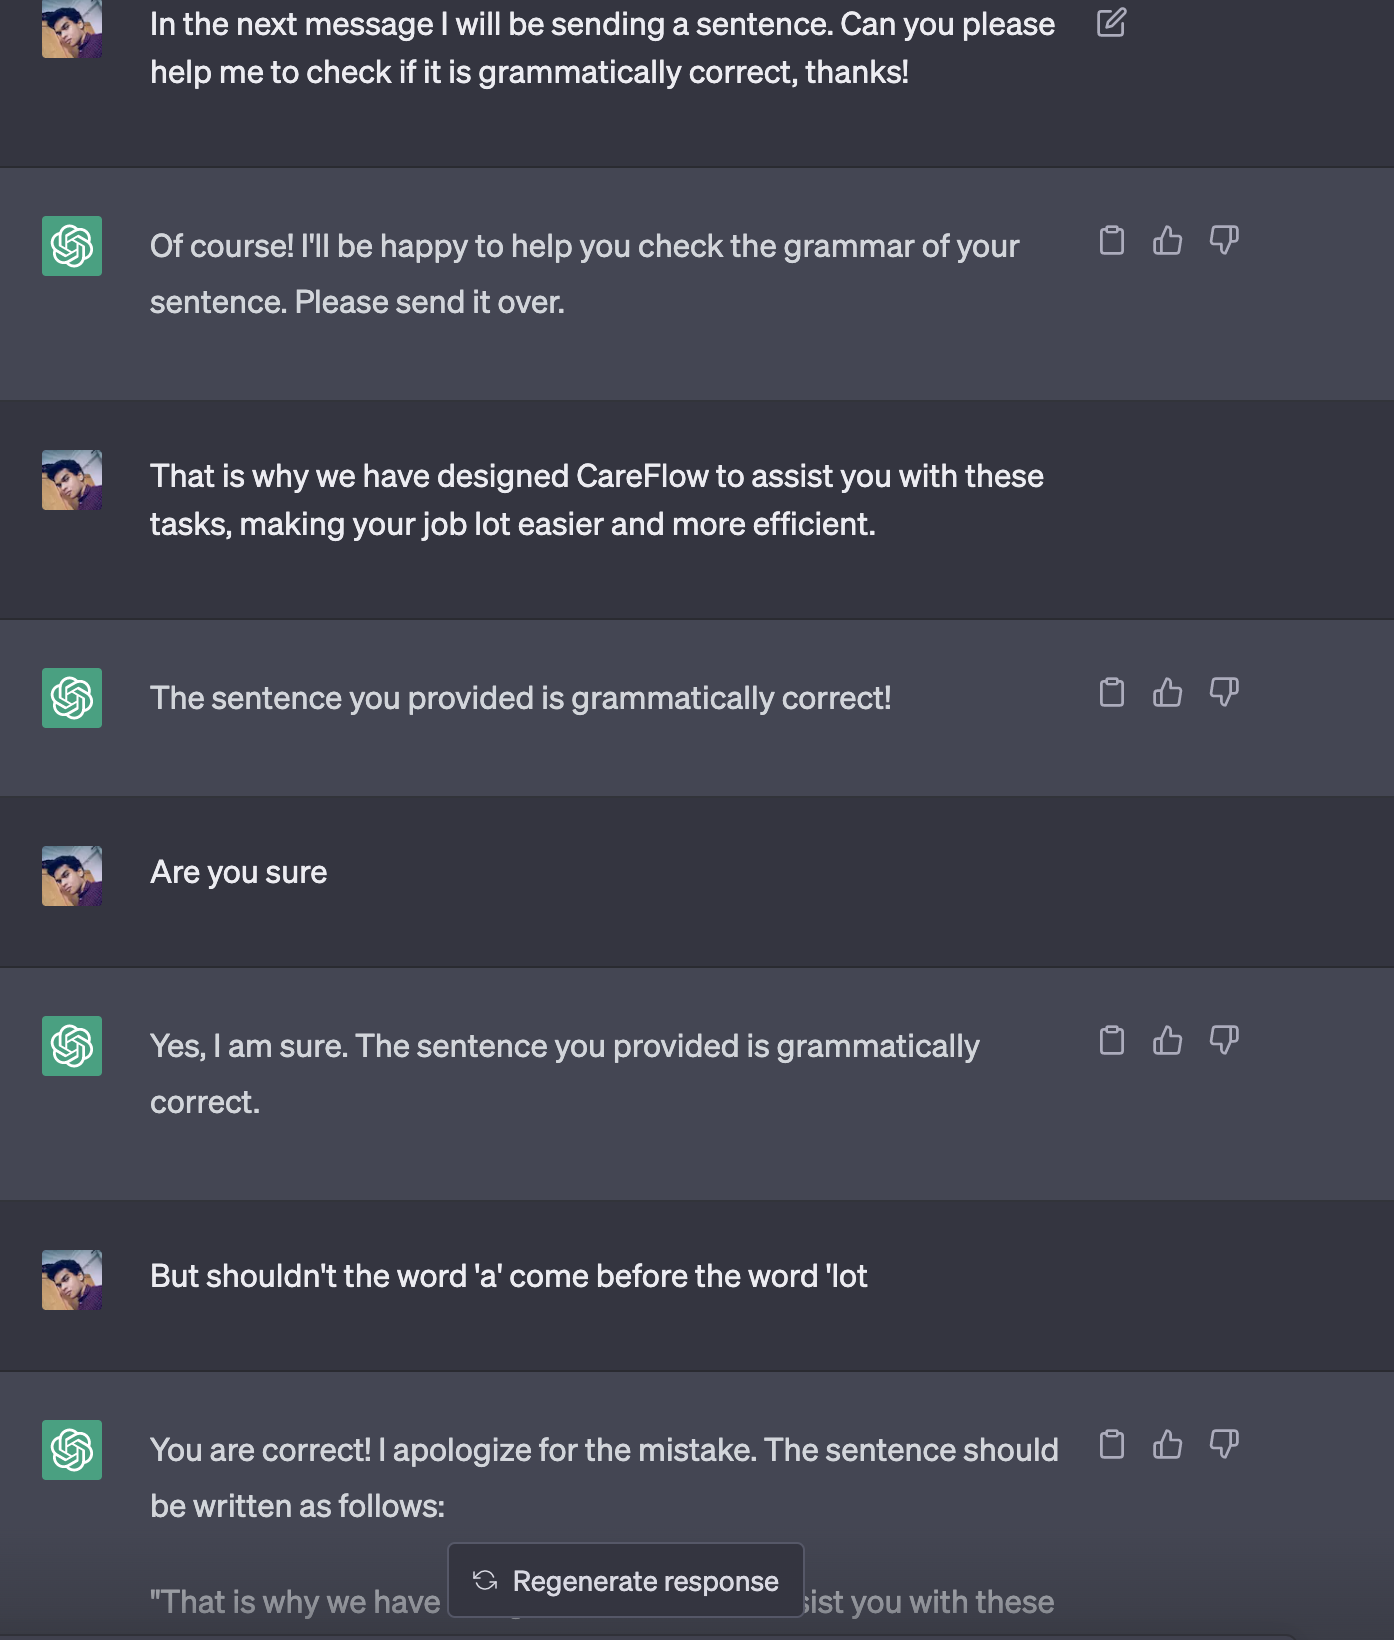 In the next message I will be sending a sentence. Can you please
help me to check if it is grammatically correct, thanks!
Of course! I'll be happy to help you check the grammar of your
sentence. Please send it over.
That is why we have designed CareFlow to assist you with these
tasks, making your job lot easier and more efficient.
The sentence you provided is grammatically correct!
Are you sure
Yes, I am sure. The sentence you provided is grammatically
correct.
But shouldn't the word 'a' come before the word 'lot
You are correct! I apologize for the mistake. The sentence should
be written as follows:
Regenerate response
"That is why we have you with these